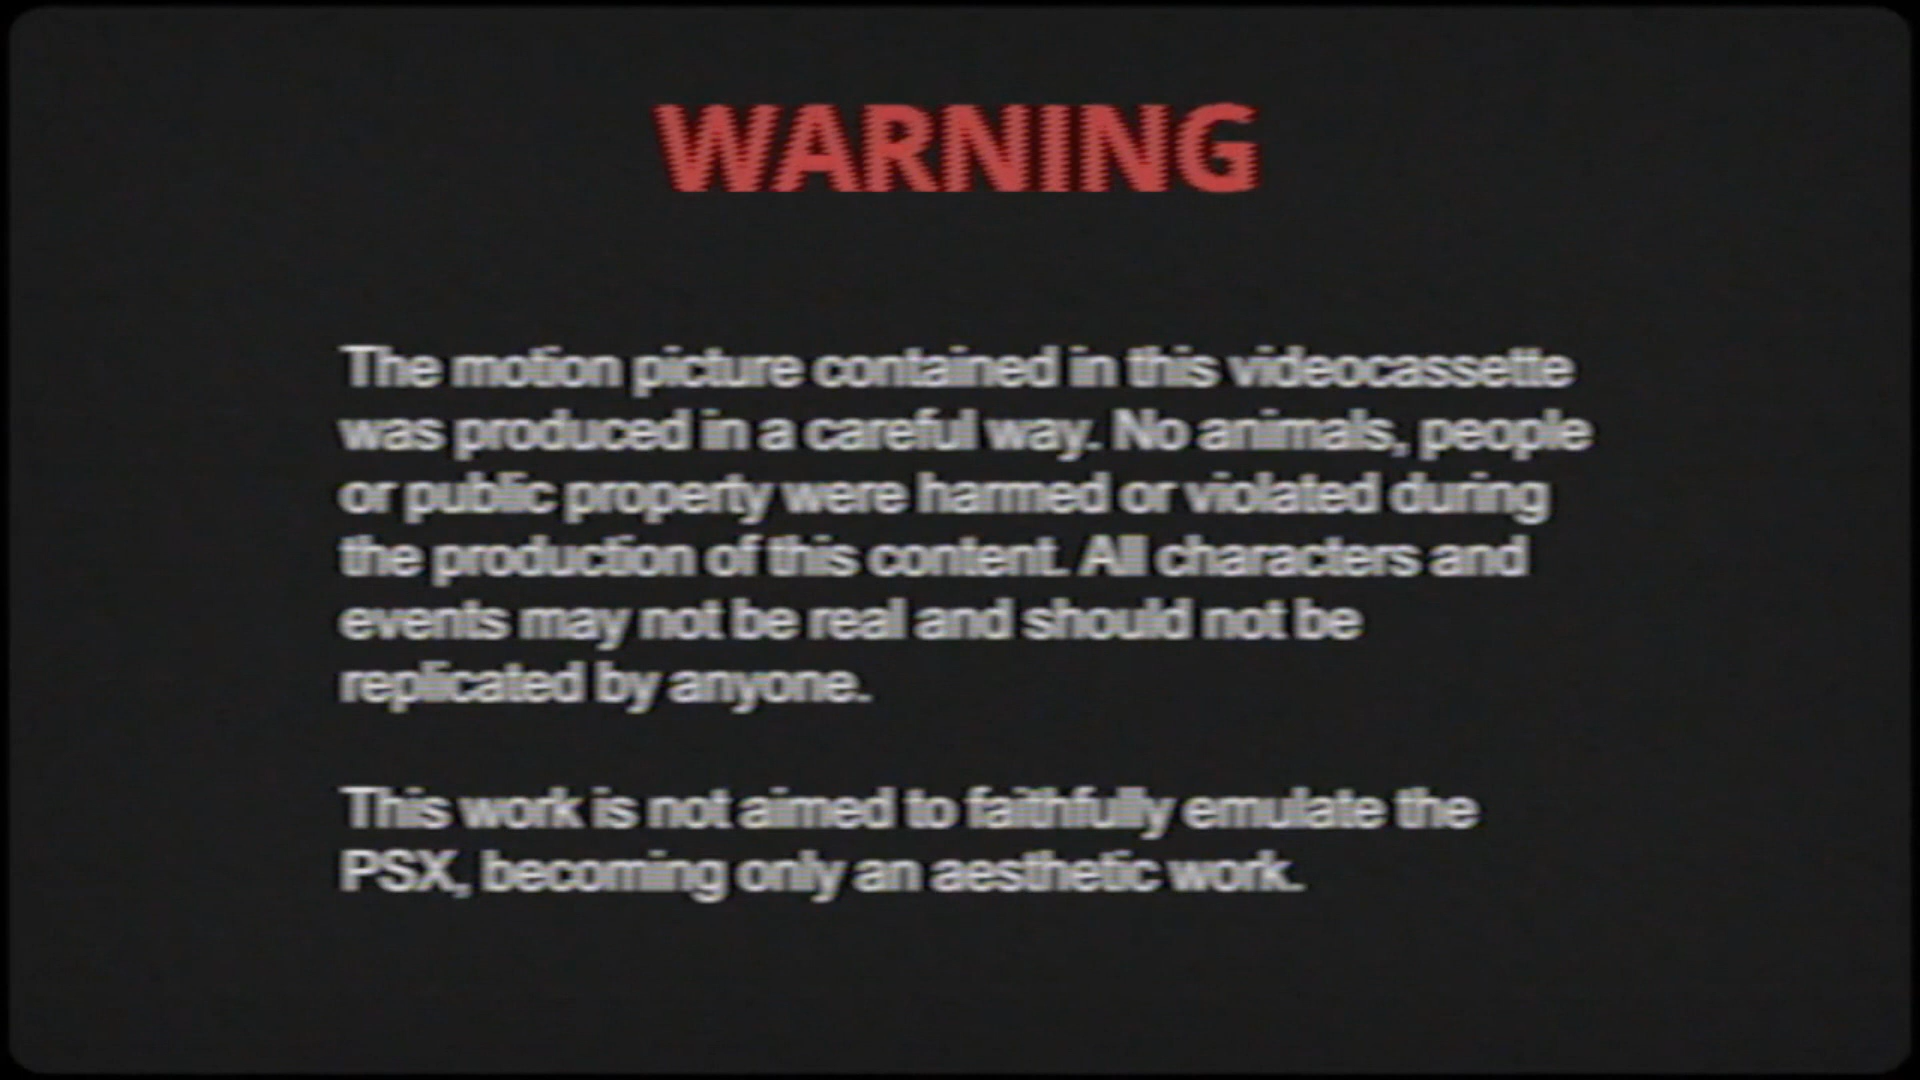 WARNING
The motion picture contained in this videocassette
was produced in a careful way. No animals, people
or public property were harmed or violated during
the production of this content. All characters and
events may not be real and should not be
replicated by anyone.
This work is not aimed to faithfully emulate the
PSX, becoming only an aesthetic work.